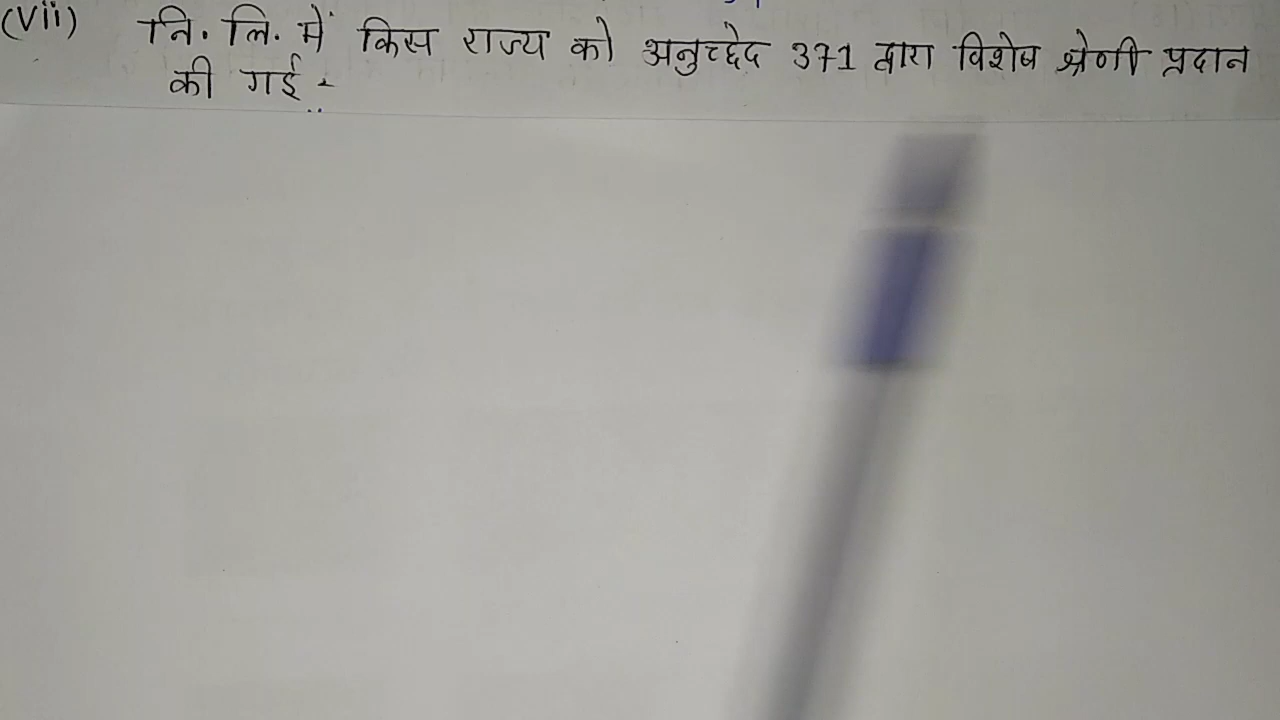 (vii) नि. लि. में किस राज्य को अनुच्छेद 371 द्वारा विशेष श्रेणी प्रदान
की गई -